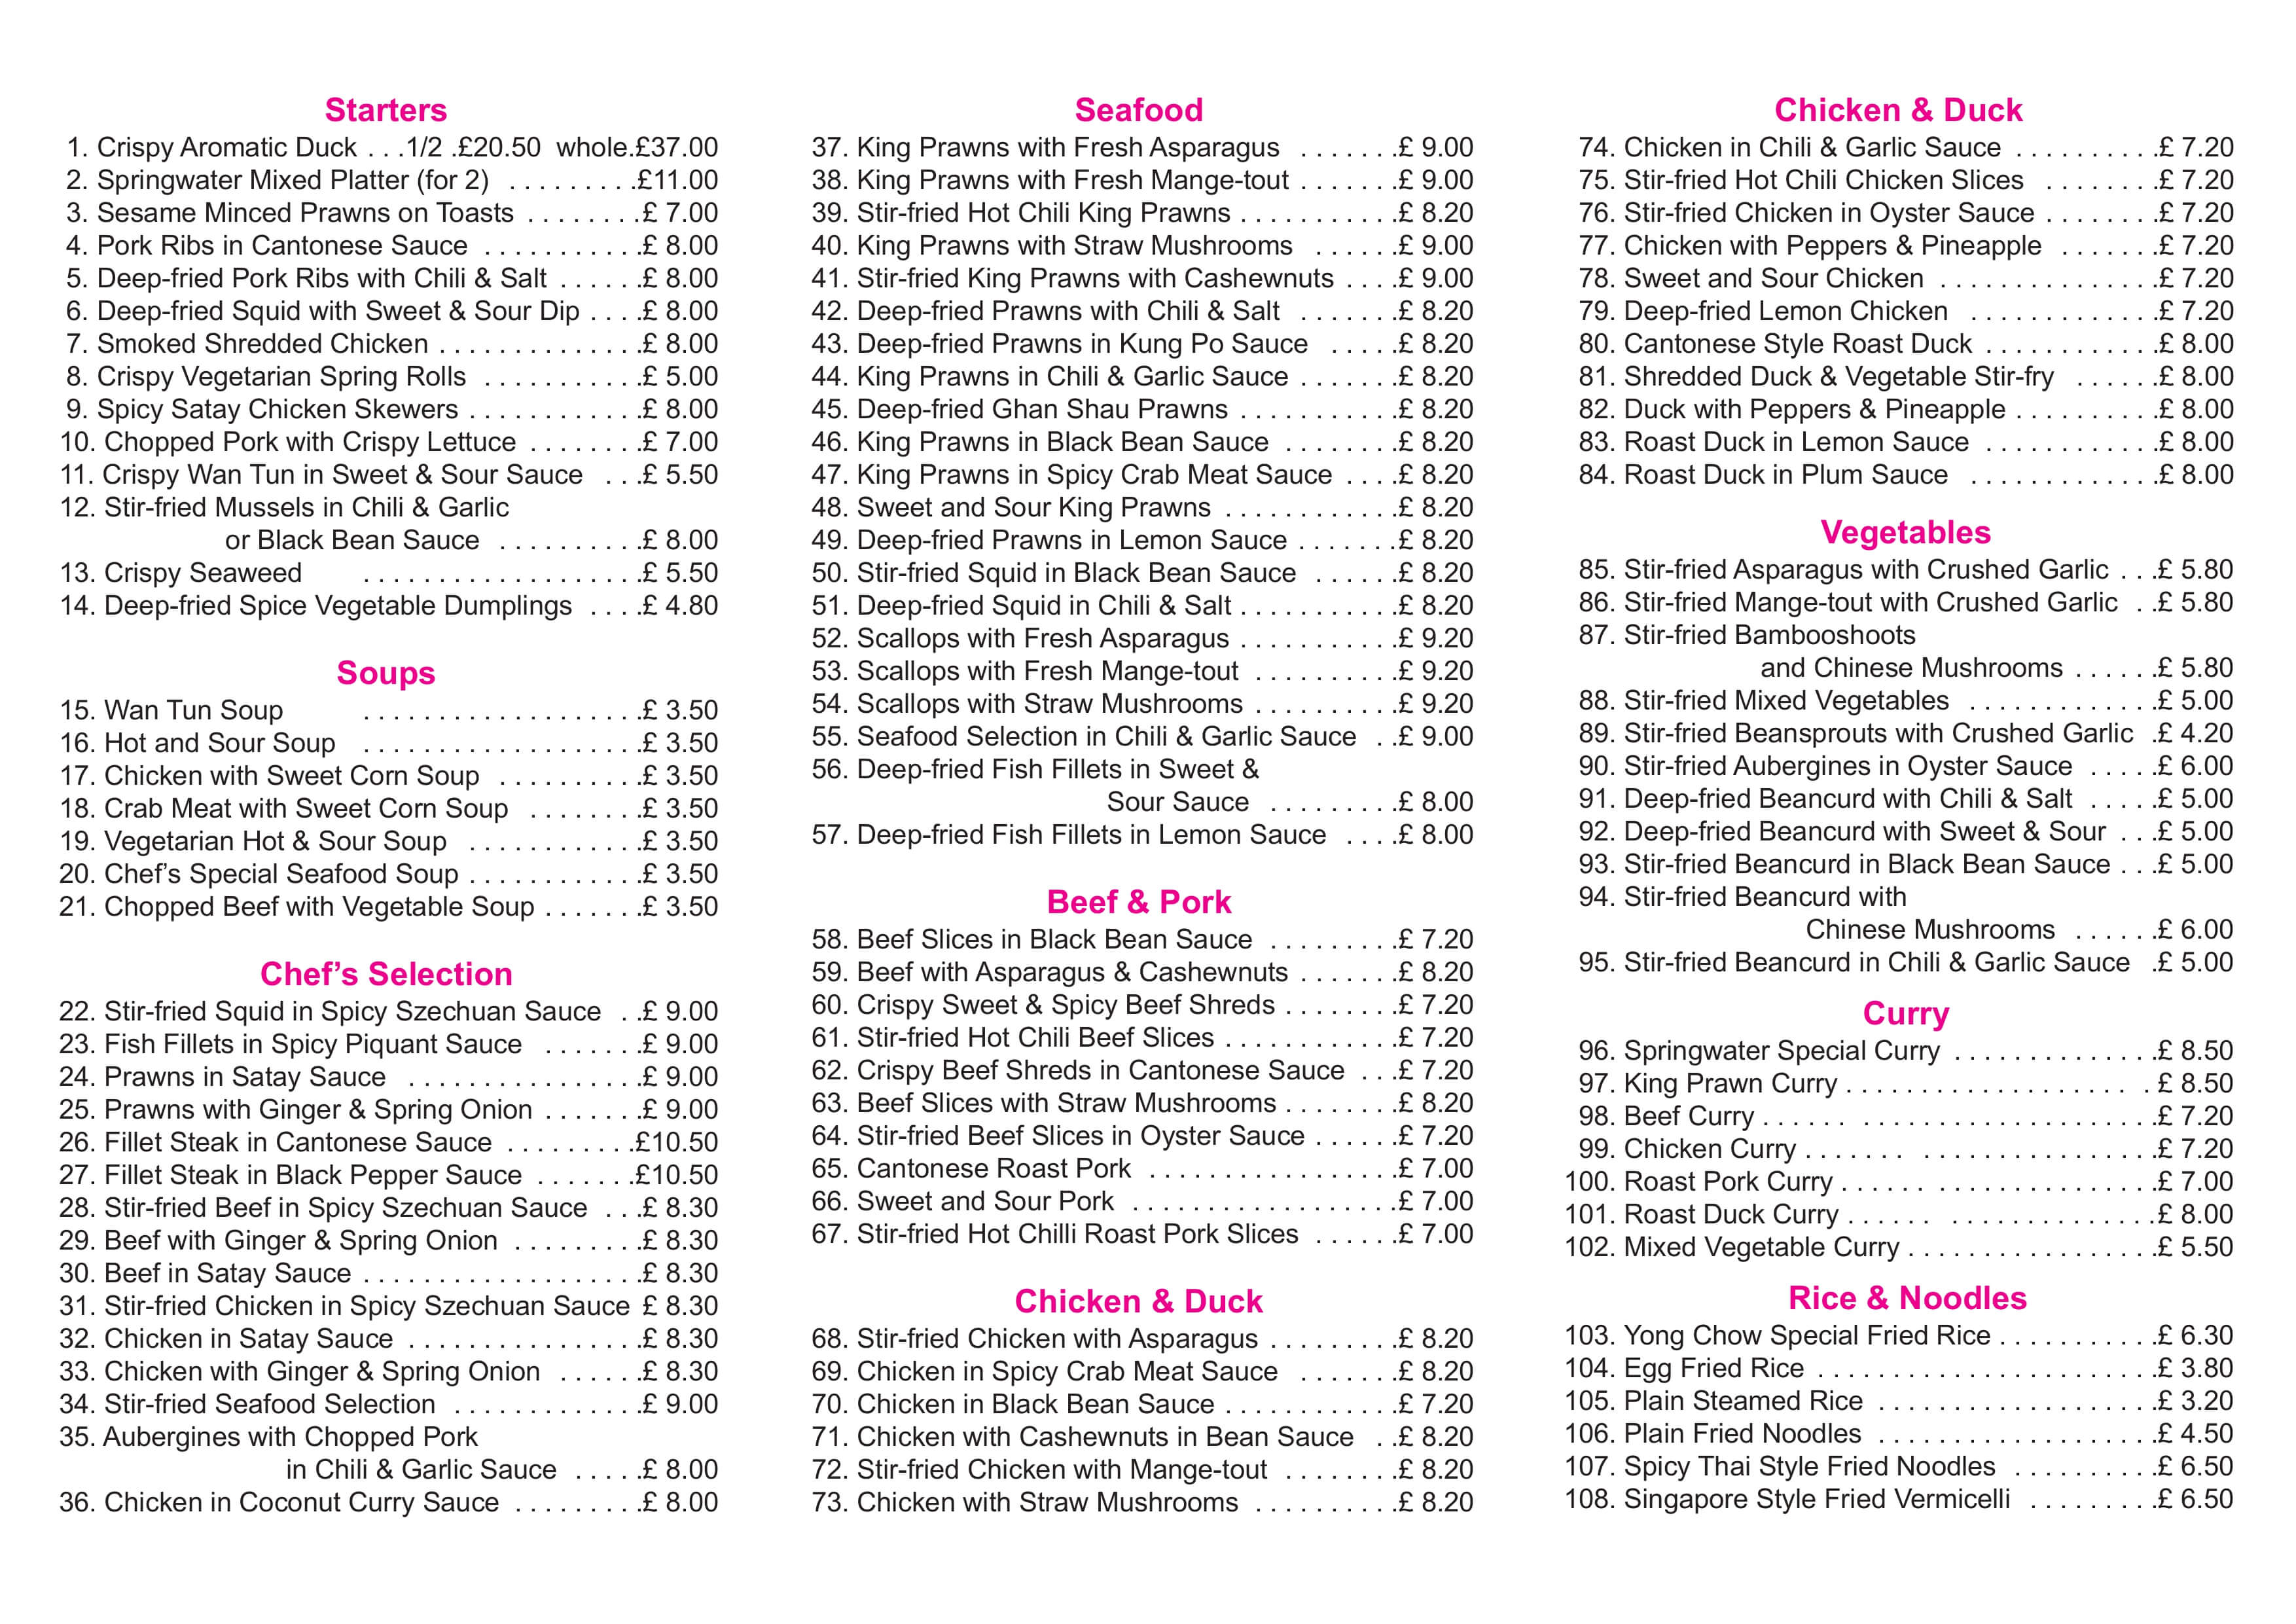 Starters
1. Crispy Aromatic Duck . . .1/2 .£20.50 whole.£37.00
2. Springwater Mixed Platter (for 2) . . . . . . . . .£11.00
3. Sesame Minced Prawns on Toasts . . . . . . . .£ 7.00
4. Pork Ribs in Cantonese Sauce . . . . . . . . . . .£ 8.00
5. Deep-fried Pork Ribs with Chili & Salt . . . . . .£ 8.00
6. Deep-fried Squid with Sweet & Sour Dip . . . .£ 8.00
7. Smoked Shredded Chicken . . . . . . . . . . . . . .£ 8.00
8. Crispy Vegetarian Spring Rolls . . . . . . . . . . .£ 5.00
9. Spicy Satay Chicken Skewers . . . . . . . . . . . .£ 8.00
10. Chopped Pork with Crispy Lettuce . . . . . . . .£ 7.00
11. Crispy Wan Tun in Sweet & Sour Sauce . . .£ 5.50
12. Stir-fried Mussels in Chili & Garlic
or Black Bean Sauce . . . . . . . . . .£ 8.00
13. Crispy Seaweed . . . . . . . . . . . . . . . . . . .£ 5.50
14. Deep-fried Spice Vegetable Dumplings . . . .£ 4.80
Soups
15. Wan Tun Soup . . . . . . . . . . . . . . . . . . .£ 3.50
16. Hot and Sour Soup . . . . . . . . . . . . . . . . . . .£ 3.50
17. Chicken with Sweet Corn Soup . . . . . . . . . .£ 3.50
18. Crab Meat with Sweet Corn Soup . . . . . . . .£ 3.50
19. Vegetarian Hot & Sour Soup . . . . . . . . . . . .£ 3.50
20. Chef’s Special Seafood Soup . . . . . . . . . . . .£ 3.50
21. Chopped Beef with Vegetable Soup . . . . . . .£ 3.50
Chef’s Selection
22. Stir-fried Squid in Spicy Szechuan Sauce . .£ 9.00
23. Fish Fillets in Spicy Piquant Sauce . . . . . . .£ 9.00
24. Prawns in Satay Sauce . . . . . . . . . . . . . . . .£ 9.00
25. Prawns with Ginger & Spring Onion . . . . . . .£ 9.00
26. Fillet Steak in Cantonese Sauce . . . . . . . . .£10.50
27. Fillet Steak in Black Pepper Sauce . . . . . . .£10.50
28. Stir-fried Beef in Spicy Szechuan Sauce . . .£ 8.30
29. Beef with Ginger & Spring Onion . . . . . . . . .£ 8.30
30. Beef in Satay Sauce . . . . . . . . . . . . . . . . . . .£ 8.30
31. Stir-fried Chicken in Spicy Szechuan Sauce £ 8.30
32. Chicken in Satay Sauce . . . . . . . . . . . . . . . .£ 8.30
33. Chicken with Ginger & Spring Onion . . . . . .£ 8.30
34. Stir-fried Seafood Selection . . . . . . . . . . . . .£ 9.00
35. Aubergines with Chopped Pork
in Chili & Garlic Sauce . . . . .£ 8.00
36. Chicken in Coconut Curry Sauce . . . . . . . . .£ 8.00
Seafood
37. King Prawns with Fresh Asparagus . . . . . . .£ 9.00
38. King Prawns with Fresh Mange-tout . . . . . . .£ 9.00
39. Stir-fried Hot Chili King Prawns . . . . . . . . . . .£ 8.20
40. King Prawns with Straw Mushrooms . . . . . .£ 9.00
41. Stir-fried King Prawns with Cashewnuts . . . .£ 9.00
42. Deep-fried Prawns with Chili & Salt . . . . . . .£ 8.20
43. Deep-fried Prawns in Kung Po Sauce . . . . .£ 8.20
44. King Prawns in Chili & Garlic Sauce . . . . . . .£ 8.20
45. Deep-fried Ghan Shau Prawns . . . . . . . . . . .£ 8.20
46. King Prawns in Black Bean Sauce . . . . . . . .£ 8.20
47. King Prawns in Spicy Crab Meat Sauce . . . .£ 8.20
48. Sweet and Sour King Prawns . . . . . . . . . . . .£ 8.20
49. Deep-fried Prawns in Lemon Sauce . . . . . . .£ 8.20
50. Stir-fried Squid in Black Bean Sauce . . . . . .£ 8.20
51. Deep-fried Squid in Chili & Salt . . . . . . . . . . .£ 8.20
52. Scallops with Fresh Asparagus . . . . . . . . . . .£ 9.20
53. Scallops with Fresh Mange-tout . . . . . . . . . .£ 9.20
54. Scallops with Straw Mushrooms . . . . . . . . . .£ 9.20
55. Seafood Selection in Chili & Garlic Sauce . .£ 9.00
56. Deep-fried Fish Fillets in Sweet &
Sour Sauce . . . . . . . . .£ 8.00
57. Deep-fried Fish Fillets in Lemon Sauce . . . .£ 8.00
Beef & Pork
58. Beef Slices in Black Bean Sauce . . . . . . . . .£ 7.20
59. Beef with Asparagus & Cashewnuts . . . . . . .£ 8.20
60. Crispy Sweet & Spicy Beef Shreds . . . . . . . .£ 7.20
61. Stir-fried Hot Chili Beef Slices . . . . . . . . . . . .£ 7.20
62. Crispy Beef Shreds in Cantonese Sauce . . .£ 7.20
63. Beef Slices with Straw Mushrooms . . . . . . . .£ 8.20
64. Stir-fried Beef Slices in Oyster Sauce . . . . . .£ 7.20
65. Cantonese Roast Pork . . . . . . . . . . . . . . . . .£ 7.00
66. Sweet and Sour Pork . . . . . . . . . . . . . . . . . .£ 7.00
67. Stir-fried Hot Chilli Roast Pork Slices . . . . . .£ 7.00
Chicken & Duck
68. Stir-fried Chicken with Asparagus . . . . . . . . .£ 8.20
69. Chicken in Spicy Crab Meat Sauce . . . . . . .£ 8.20
70. Chicken in Black Bean Sauce . . . . . . . . . . . .£ 7.20
71. Chicken with Cashewnuts in Bean Sauce . .£ 8.20
72. Stir-fried Chicken with Mange-tout . . . . . . . .£ 8.20
73. Chicken with Straw Mushrooms . . . . . . . . . .£ 8.20
Chicken & Duck
74. Chicken in Chili & Garlic Sauce . . . . . . . . . .£ 7.20
75. Stir-fried Hot Chili Chicken Slices . . . . . . . .£ 7.20
76. Stir-fried Chicken in Oyster Sauce . . . . . . . .£ 7.20
77. Chicken with Peppers & Pineapple . . . . . . .£ 7.20
78. Sweet and Sour Chicken . . . . . . . . . . . . . . .£ 7.20
79. Deep-fried Lemon Chicken . . . . . . . . . . . . .£ 7.20
80. Cantonese Style Roast Duck . . . . . . . . . . . .£ 8.00
81. Shredded Duck & Vegetable Stir-fry . . . . . .£ 8.00
82. Duck with Peppers & Pineapple . . . . . . . . . .£ 8.00
83. Roast Duck in Lemon Sauce . . . . . . . . . . . .£ 8.00
84. Roast Duck in Plum Sauce . . . . . . . . . . . . .£ 8.00
Vegetables
85. Stir-fried Asparagus with Crushed Garlic . . .£ 5.80
86. Stir-fried Mange-tout with Crushed Garlic . .£ 5.80
87. Stir-fried Bambooshoots
and Chinese Mushrooms . . . . . .£ 5.80
88. Stir-fried Mixed Vegetables . . . . . . . . . . . . .£ 5.00
89. Stir-fried Beansprouts with Crushed Garlic .£ 4.20
90. Stir-fried Aubergines in Oyster Sauce . . . . .£ 6.00
91. Deep-fried Beancurd with Chili & Salt . . . . .£ 5.00
92. Deep-fried Beancurd with Sweet & Sour . . .£ 5.00
93. Stir-fried Beancurd in Black Bean Sauce . . .£ 5.00
94. Stir-fried Beancurd with
Chinese Mushrooms . . . . . .£ 6.00
95. Stir-fried Beancurd in Chili & Garlic Sauce .£ 5.00
Curry
96. Springwater Special Curry . . . . . . . . . . . . . .£ 8.50
97. King Prawn Curry . . . . . . . . . . . . . . . . . . . .£ 8.50
98. Beef Curry . . . . . . . . . . . . . . . . . . . . . . . . . .£ 7.20
99. Chicken Curry . . . . . . . . . . . . . . . . . . . . . . .£ 7.20
100. Roast Pork Curry . . . . . . . . . . . . . . . . . . . . .£ 7.00
101. Roast Duck Curry . . . . . . . . . . . . . . . . . . . .£ 8.00
102. Mixed Vegetable Curry . . . . . . . . . . . . . . . . .£ 5.50
Rice & Noodles
103. Yong Chow Special Fried Rice . . . . . . . . . . .£ 6.30
104. Egg Fried Rice . . . . . . . . . . . . . . . . . . . . . . .£ 3.80
105. Plain Steamed Rice . . . . . . . . . . . . . . . . . . .£ 3.20
106. Plain Fried Noodles . . . . . . . . . . . . . . . . . . .£ 4.50
107. Spicy Thai Style Fried Noodles . . . . . . . . . .£ 6.50
108. Singapore Style Fried Vermicelli . . . . . . . . .£ 6.50